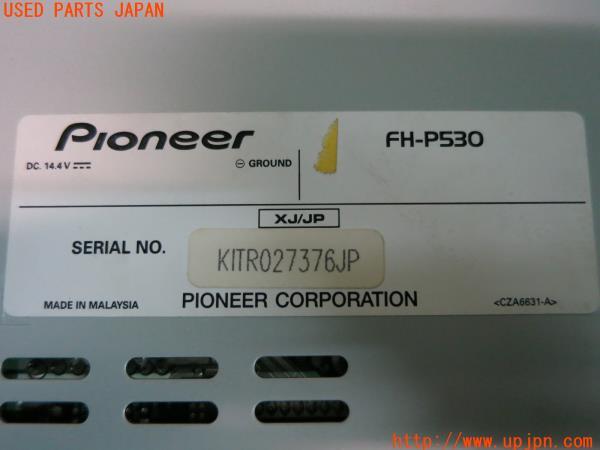 USED PARTS JAPAN
Pioneer
FH-P530
DC. 14.4 V
⊖ GROUND
XJ/JP
SERIAL NO.
KITR027376JP
MADE IN MALAYSIA
PIONEER CORPORATION
<CZA6631-A>
http://www.upjpn.com